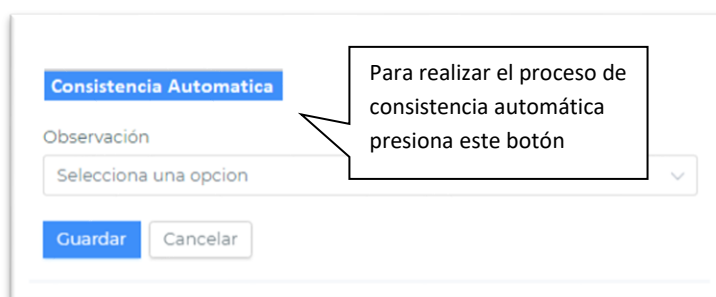 Consistencia Automatica
Para realizar el proceso de
consistencia automática
presiona este botón
Observación
Selecciona una opcion
Guardar
Cancelar